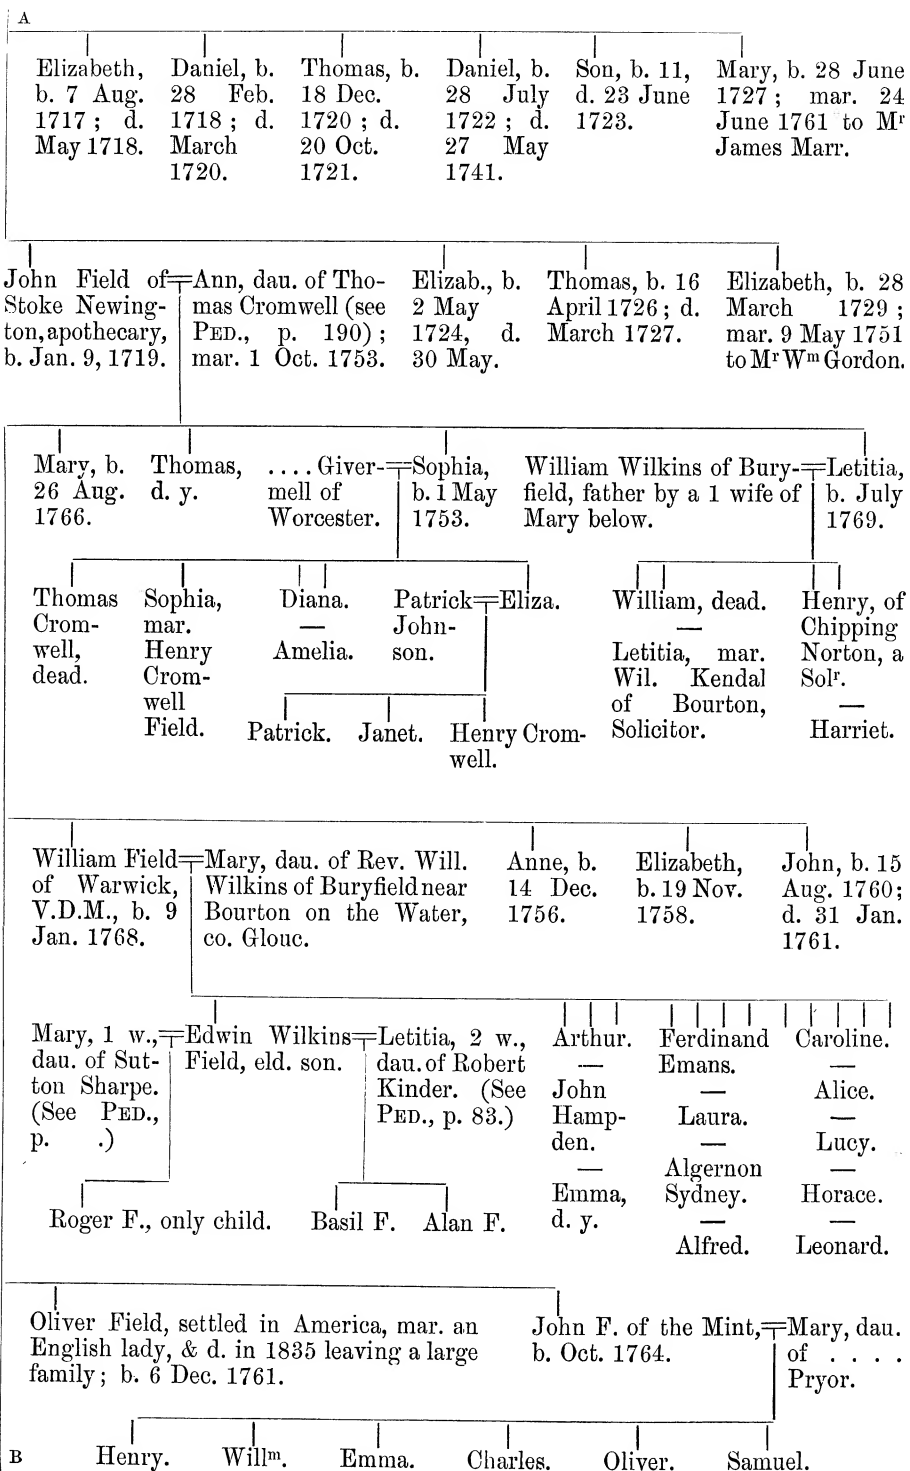 A
Elizabeth,
b. 7 Aug.
1717 ; d.
May 1718.
Daniel, b.
28 Feb.
1718 ; d.
March
1720.
Thomas, b.
18 Dec.
1720 ; d.
20 Oct.
1721.
Daniel, b.
28 July
1722 ; d.
27 May
1741.
Son, b. 11,
d. 23 June
1723.
Mary, b. 28 June
1727 ; mar. 24
June 1761 to Mʳ
James Marr.
John Field of
Stoke Newing-
ton, apothecary,
b. Jan. 9, 1719.
Ann, dau. of Tho-
mas Cromwell (see
PED., p. 190) ;
mar. 1 Oct. 1753.
Elizab., b.
2 May
1724, d.
30 May.
Thomas, b. 16
April 1726 ; d.
March 1727.
Elizabeth, b. 28
March 1729 ;
mar. 9 May 1751
to Mʳ Wᵐ Gordon.
Mary, b.
26 Aug.
1766.
Thomas,
d. y.
.... Giver-
mell of
Worcester.
Sophia,
b. 1 May
1753.
William Wilkins of Bury-
field, father by a 1 wife of
Mary below.
Letitia,
b. July
1769.
Thomas
Crom-
well,
dead.
Sophia,
mar.
Henry
Crom-
well
Field.
Diana.
—
Amelia.
Patrick
John-
son.
Eliza.
William, dead.
—
Letitia, mar.
Wil. Kendal
of Bourton,
Solicitor.
Henry, of
Chipping
Norton, a
Solʳ.
—
Harriet.
Patrick.
Janet.
Henry Crom-
well.
William Field
of Warwick,
V.D.M., b. 9
Jan. 1768.
Mary, dau. of Rev. Will.
Wilkins of Buryfield near
Bourton on the Water,
co. Glouc.
Anne, b.
14 Dec.
1756.
Elizabeth,
b. 19 Nov.
1758.
John, b. 15
Aug. 1760 ;
d. 31 Jan.
1761.
Mary, 1 w.,
dau. of Sut-
ton Sharpe.
(See PED.,
p. .)
Edwin Wilkins
Field, eld. son.
Letitia, 2 w.,
dau. of Robert
Kinder. (See
PED., p. 83.)
Arthur.
—
John
Hamp-
den.
—
Emma,
d. y.
Ferdinand
Emans.
—
Laura.
—
Algernon
Sydney.
—
Alfred.
Caroline.
—
Alice.
—
Lucy.
—
Horace.
—
Leonard.
Roger F., only child.
Basil F.
Alan F.
Oliver Field, settled in America, mar. an
English lady, & d. in 1835 leaving a large
family ; b. 6 Dec. 1761.
John F. of the Mint,
b. Oct. 1764.
Mary, dau.
of . . . .
Pryor.
B
Henry.
Willᵐ.
Emma.
Charles.
Oliver.
Samuel.